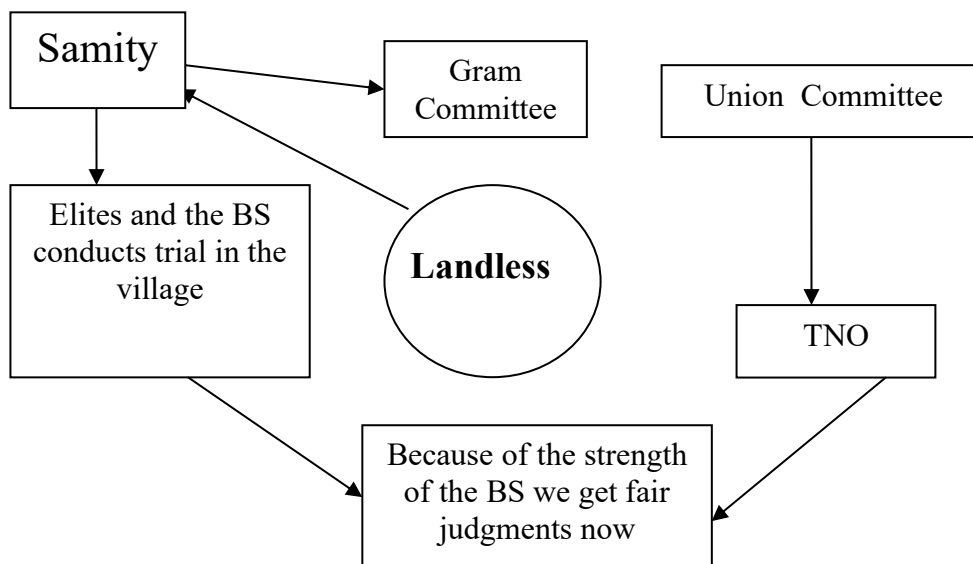 Samity
Gram
Committee
Union Committee
Elites and the BS
conducts trial in the
village
Landless
TNO
Because of the strength
of the BS we get fair
judgments now